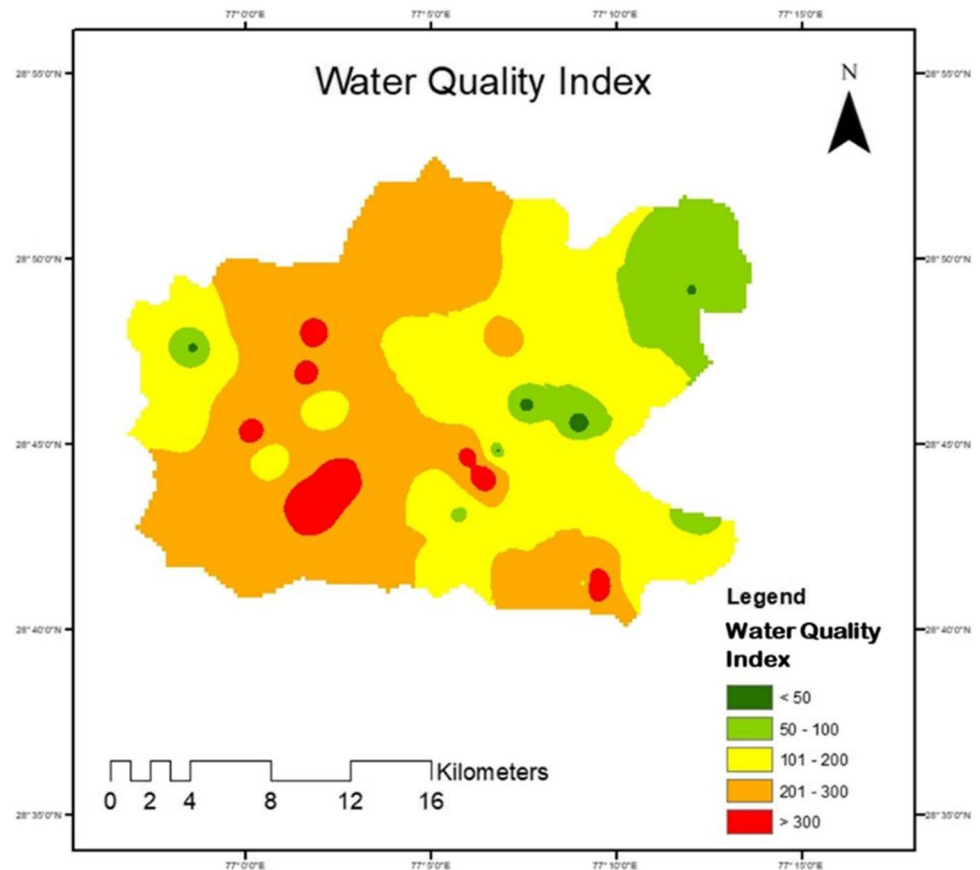 77°0'0"E 77°5'0"E 77°10'0"E 77°15'0"E
Water Quality Index
N
28°55'0"N 28°55'0"N
28°50'0"N 28°50'0"N
28°45'0"N 28°45'0"N
28°40'0"N 28°40'0"N
28°35'0"N 28°35'0"N
Legend
Water Quality
Index
< 50
50 - 100
101 - 200
201 - 300
> 300
Kilometers
0 2 4 8 12 16
77°0'0"E 77°5'0"E 77°10'0"E 77°15'0"E